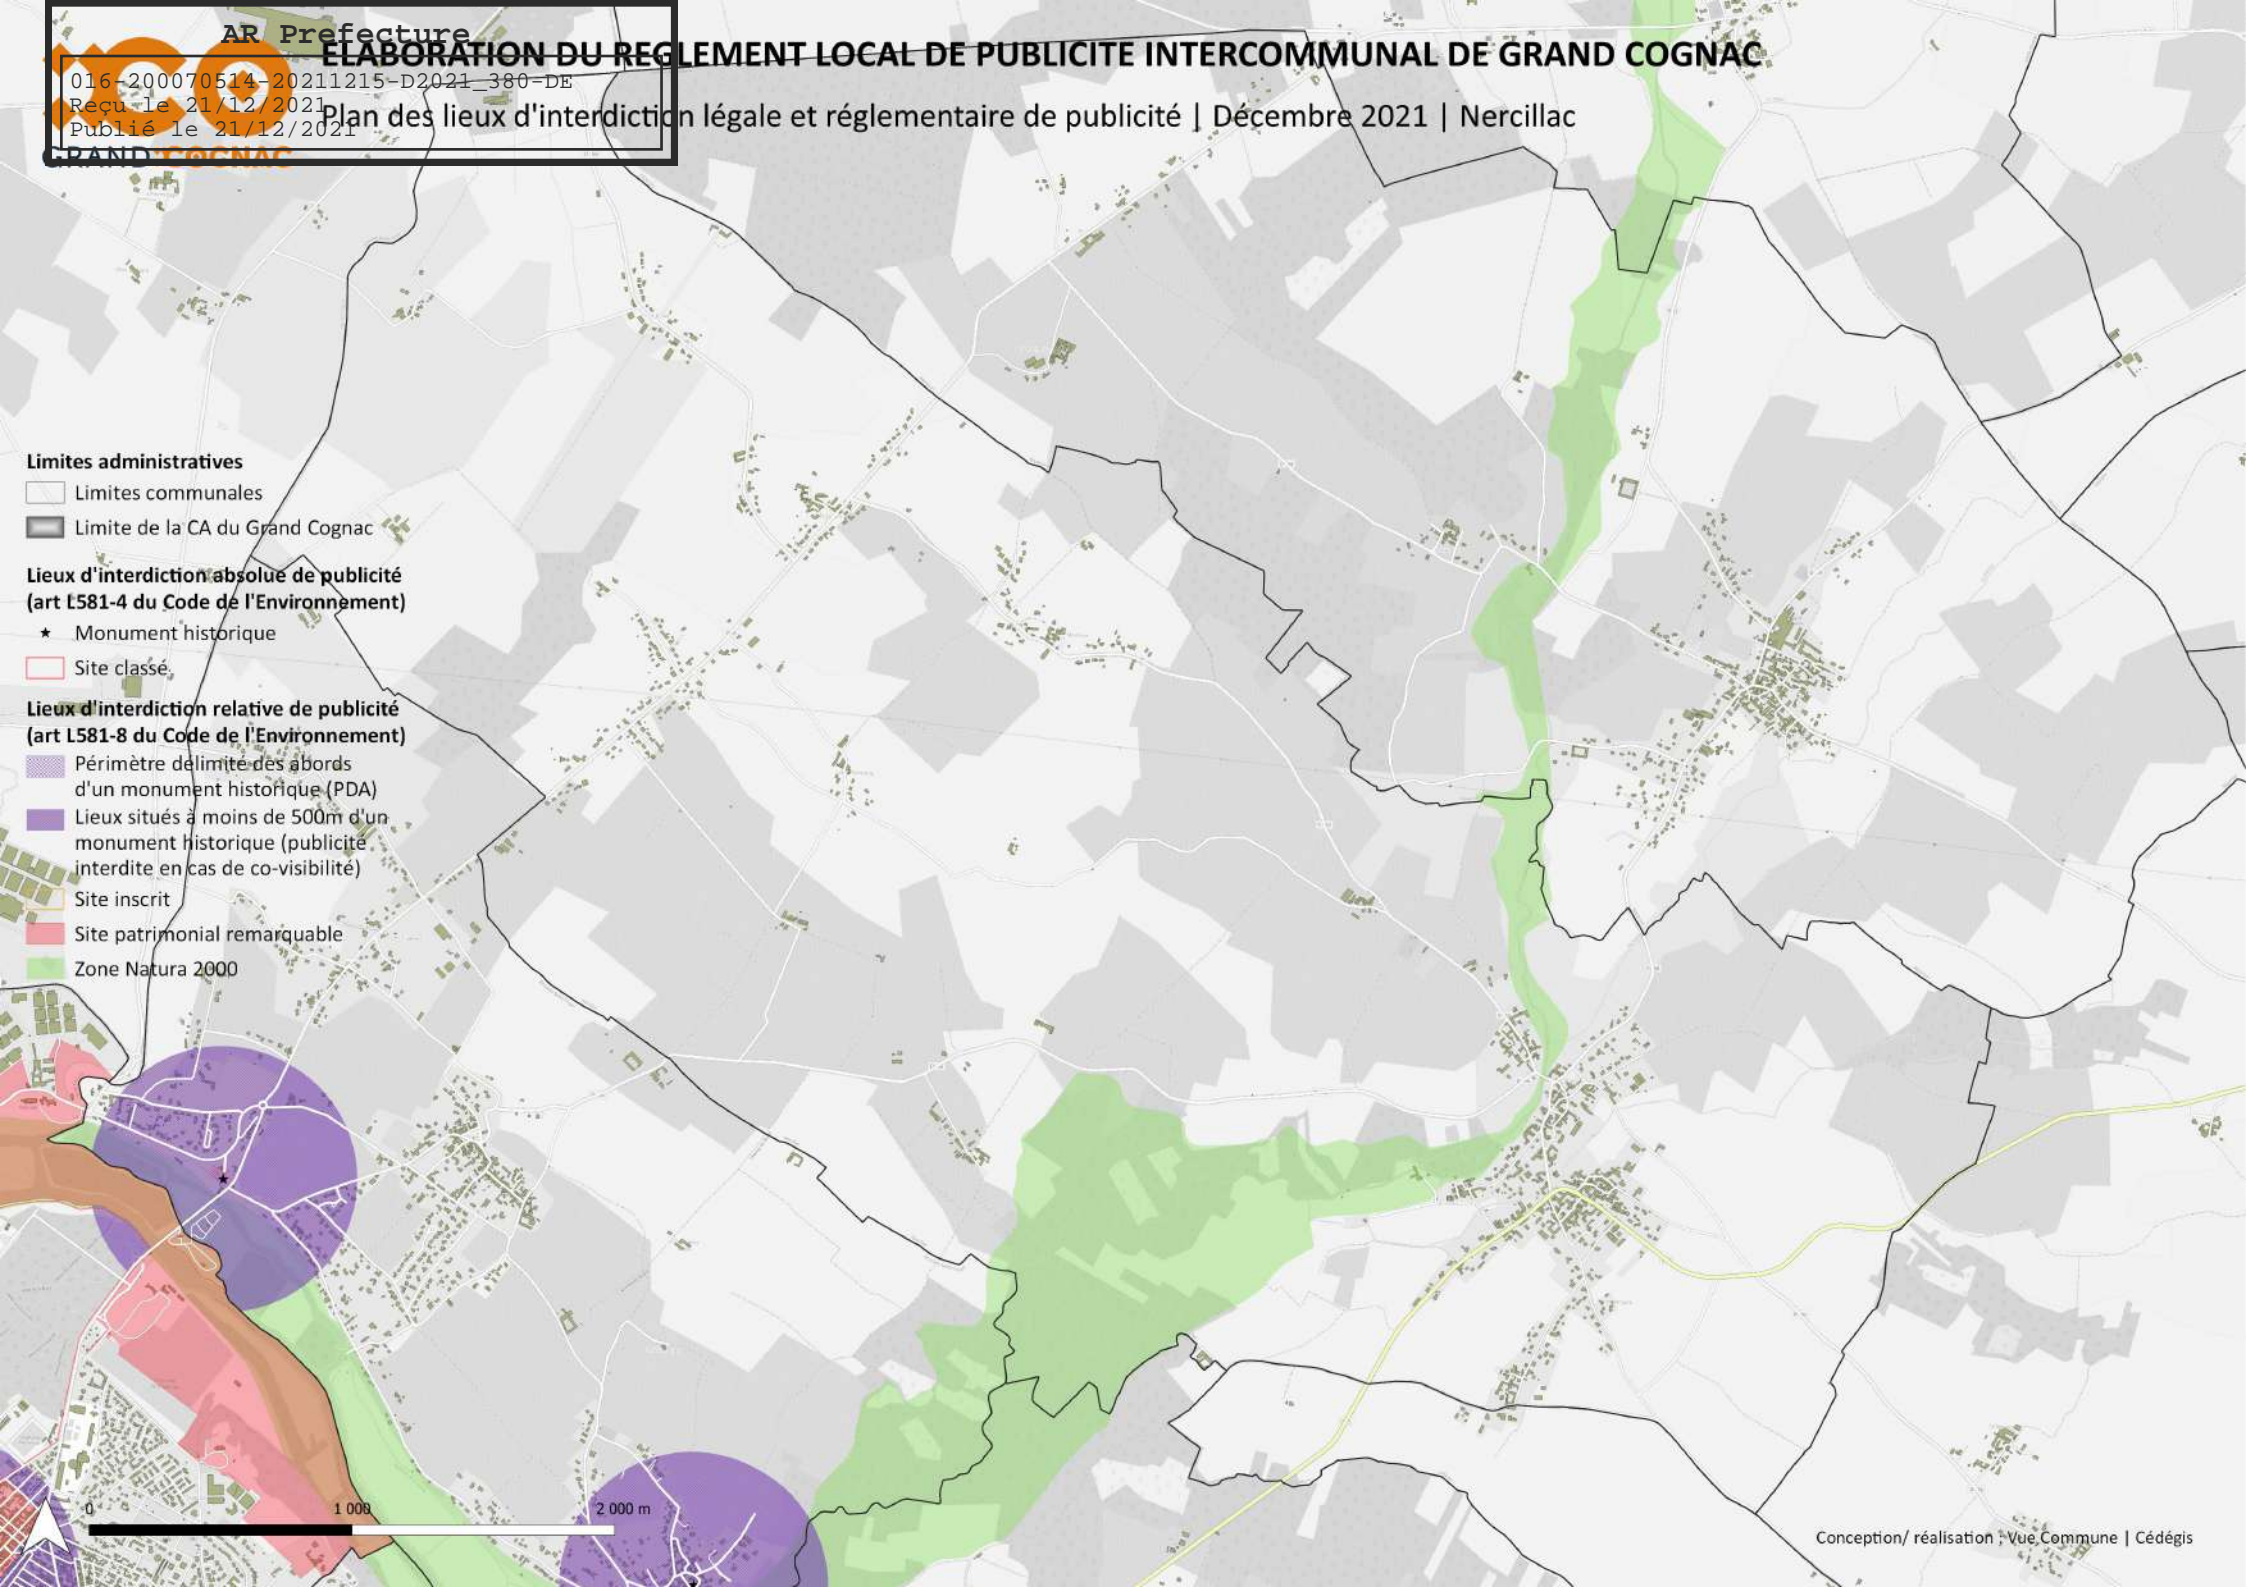 AR Prefecture
016-200070514-20211215-D2021_380-DE
Reçu le 21/12/2021
Publié le 21/12/2021
GRAND COGNAC
ELABORATION DU REGLEMENT LOCAL DE PUBLICITE INTERCOMMUNAL DE GRAND COGNAC
Plan des lieux d'interdiction légale et réglementaire de publicité | Décembre 2021 | Nercillac
Limites administratives
Limites communales
Limite de la CA du Grand Cognac
Lieux d'interdiction absolue de publicité
(art L581-4 du Code de l'Environnement)
Monument historique
Site classé
Lieux d'interdiction relative de publicité
(art L581-8 du Code de l'Environnement)
Périmètre délimité des abords
d'un monument historique (PDA)
Lieux situés à moins de 500m d'un
monument historique (publicité
interdite en cas de co-visibilité)
Site inscrit
Site patrimonial remarquable
Zone Natura 2000
0 1 000 2 000 m
Conception/ réalisation : Vue Commune | Cédégis